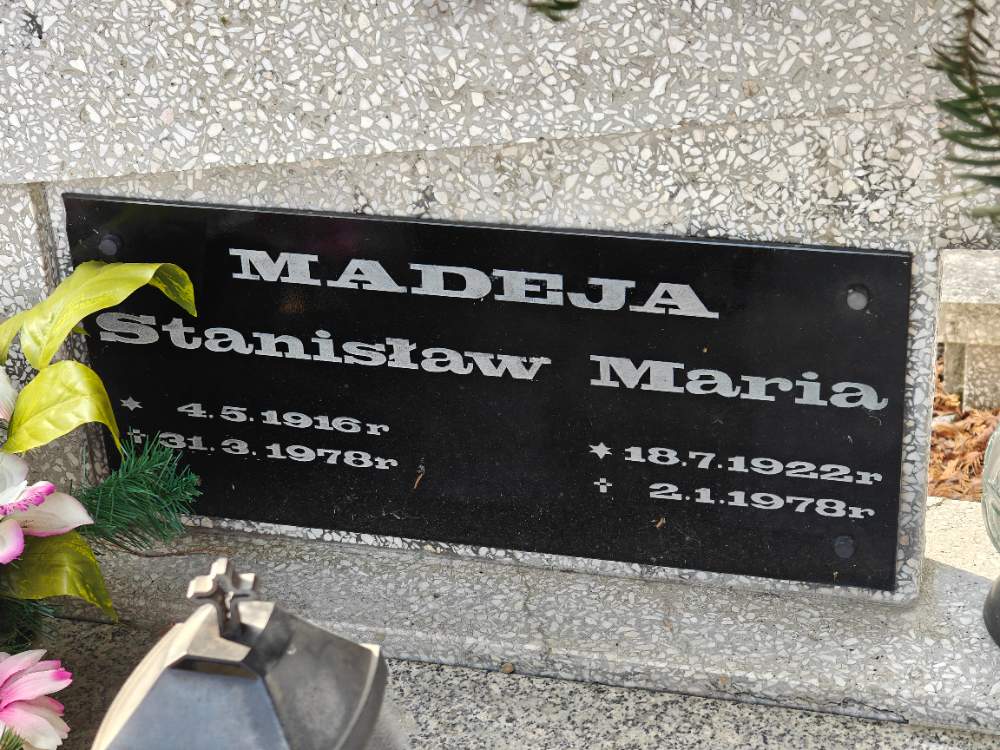 MADEJA
Stanisław Maria
* 4.5.1916r
† 31.3.1978r
* 18.7.1922r
† 2.1.1978r